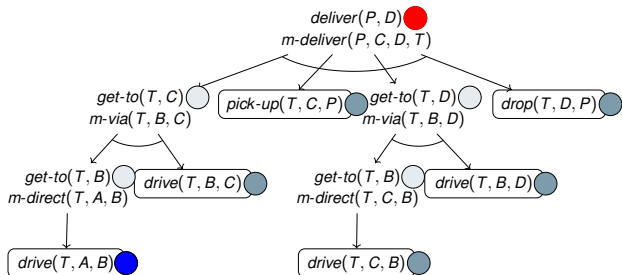 deliver(P, D)
m-deliver(P, C, D, T)
get-to(T, C)
m-via(T, B, C)
pick-up(T, C, P)
get-to(T, D)
m-via(T, B, D)
drop(T, D, P)
get-to(T, B)
m-direct(T, A, B)
drive(T, B, C)
get-to(T, B)
m-direct(T, C, B)
drive(T, B, D)
drive(T, A, B)
drive(T, C, B)